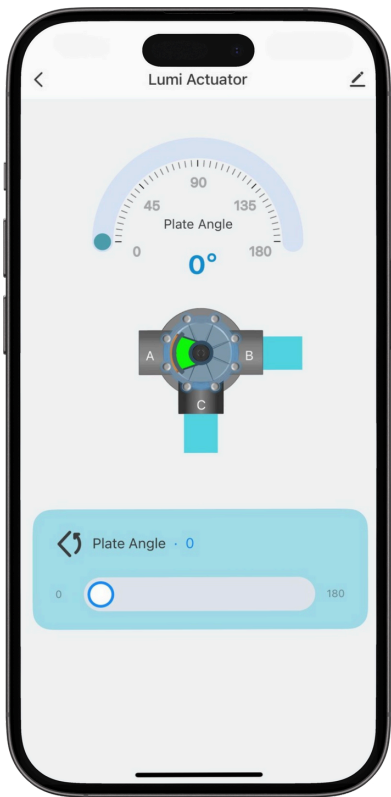 Lumi Actuator
90
45
135
Plate Angle
0
180
0°
A
B
C
Plate Angle · 0
0
180